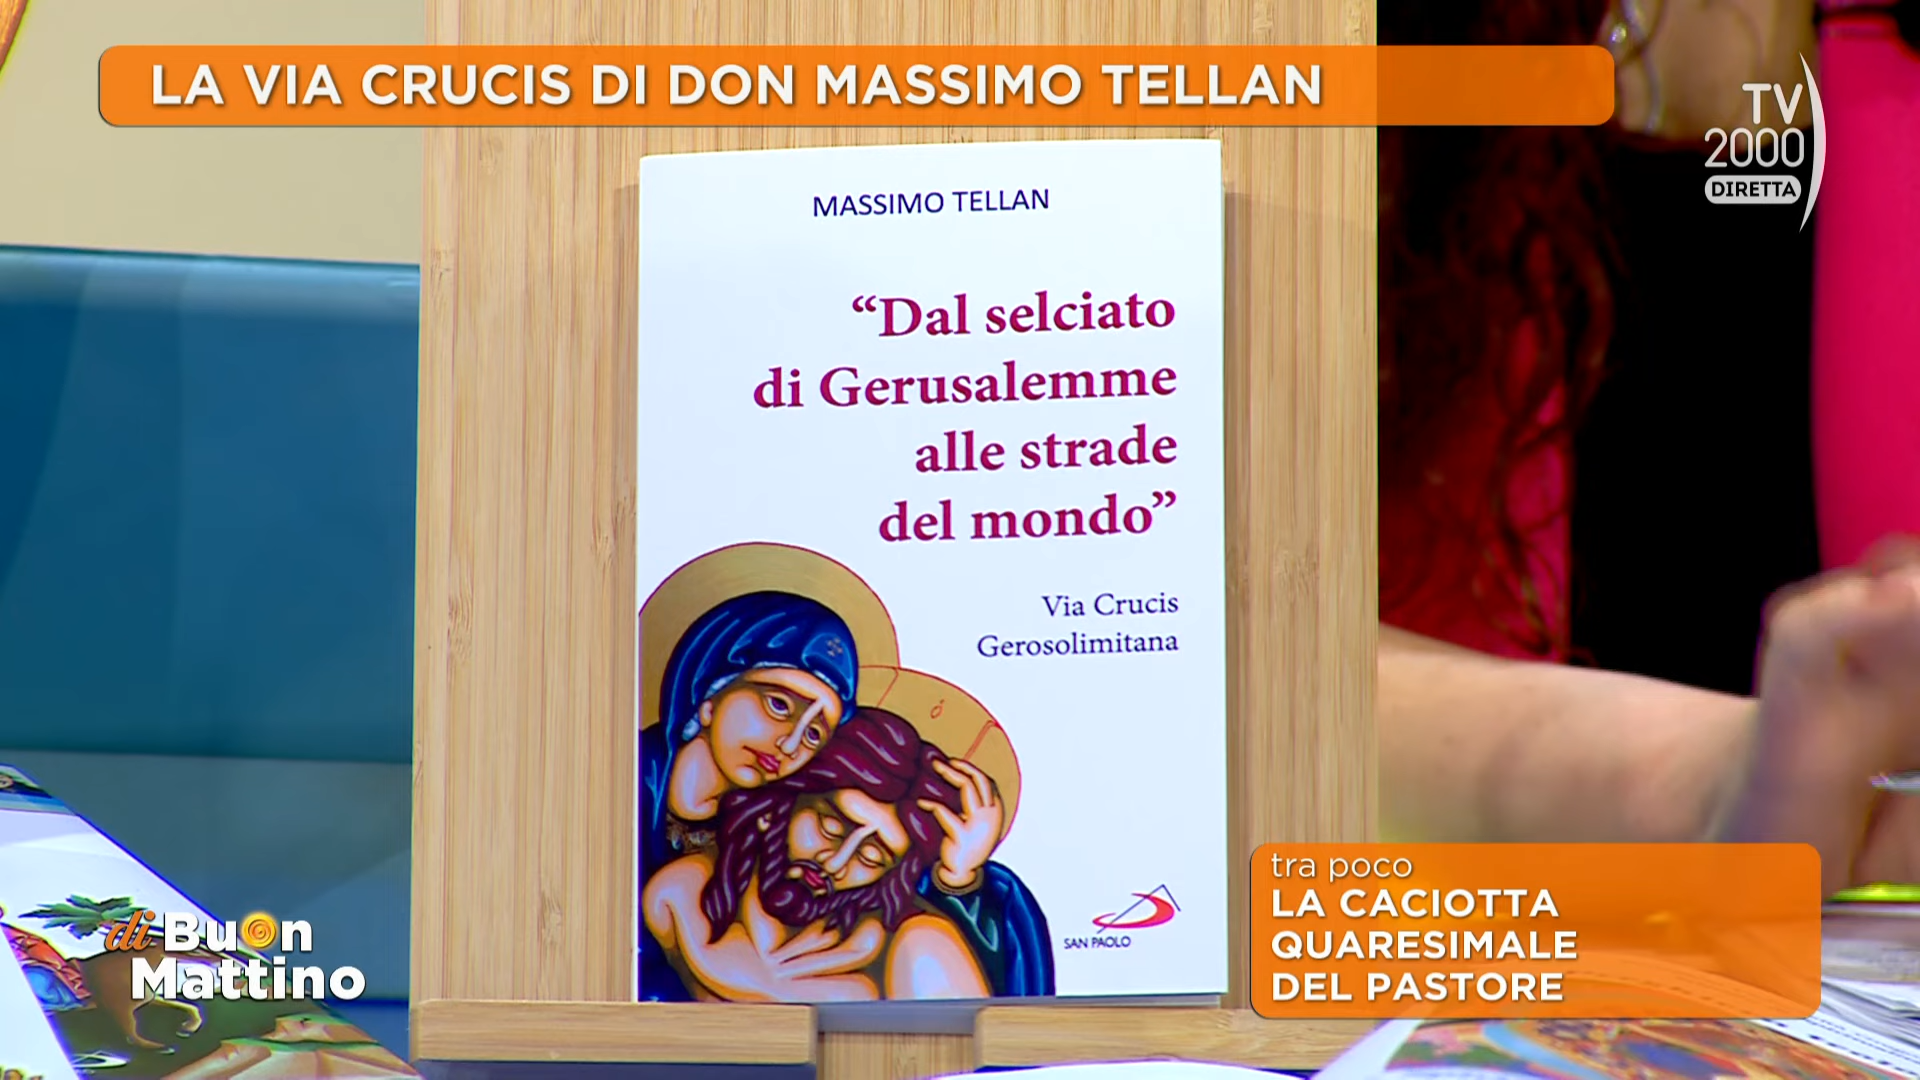 LA VIA CRUCIS DI DON MASSIMO TELLAN
TV
2000
DIRETTA
MASSIMO TELLAN
“Dal selciato
di Gerusalemme
alle strade
del mondo”
Via Crucis
Gerosolimitana
SAN PAOLO
tra poco
LA CACIOTTA
QUARESIMALE
DEL PASTORE
di Buon
Mattino